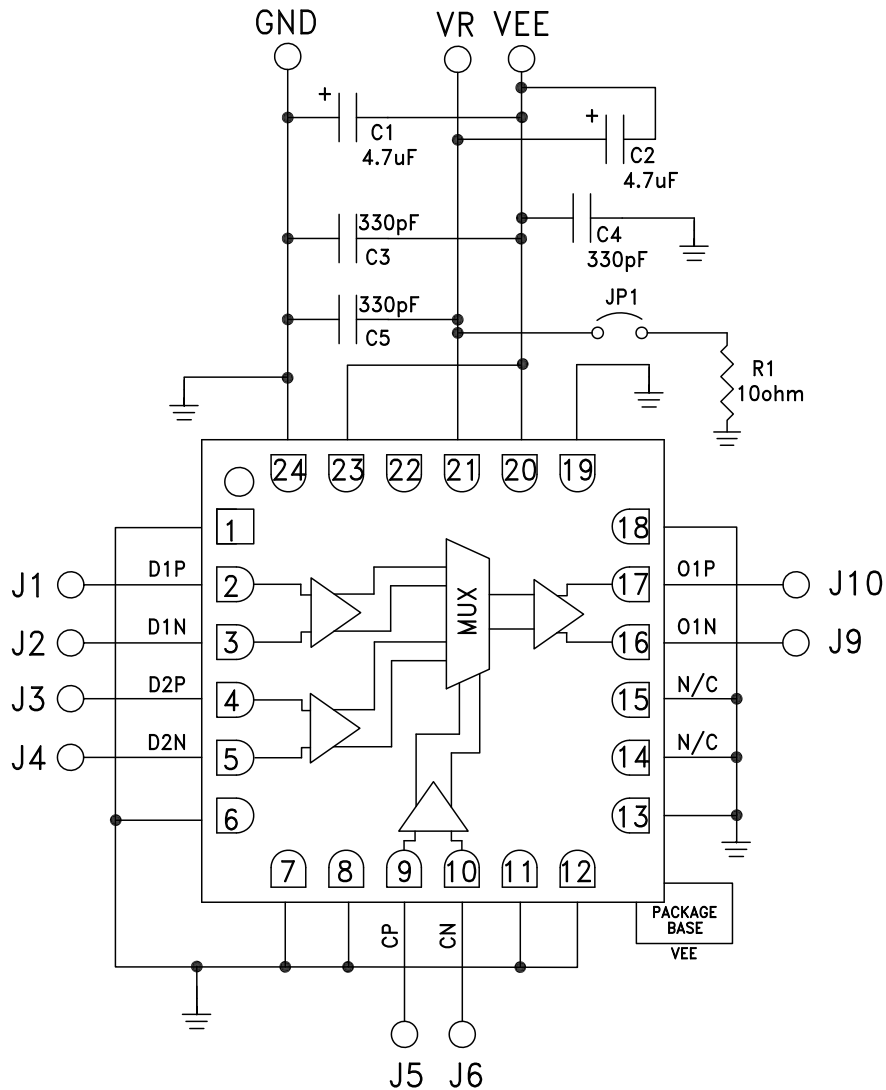 GND VR VEE
+
C1
4.7uF
+
C2
4.7uF
330pF
C3
C4
330pF
330pF
C5
JP1
R1
10ohm
24 23 22 21 20 19
1
2
3
4
5
6
7 8 9 10 11 12
18
17
16
15
14
13
MUX
J1 D1P
J2 D1N
J3 D2P
J4 D2N
O1P J10
O1N J9
N/C
N/C
CP
CN
PACKAGE
BASE
VEE
J5 J6